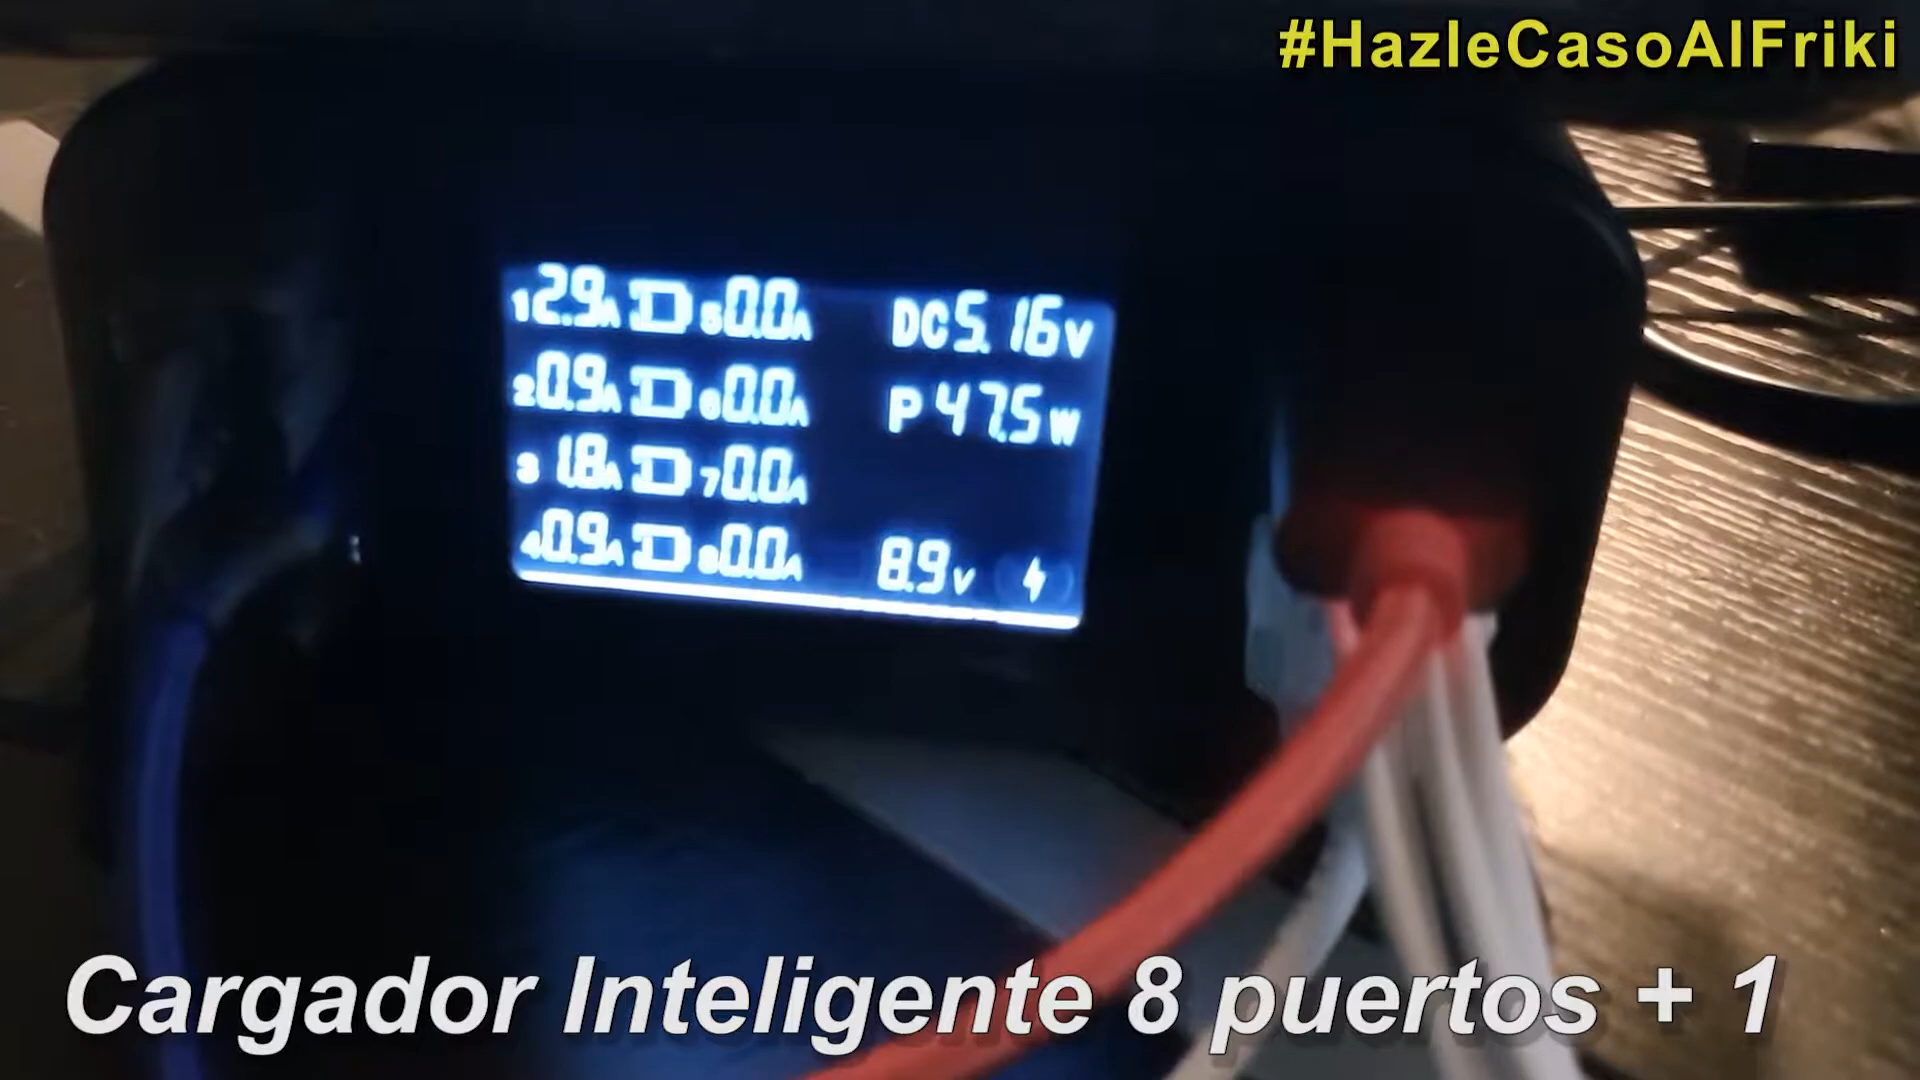 #HazleCasoAlFriki
1 2.9A 5 0.0A DC 5.16V
2 0.9A 6 0.0A P 47.5W
3 1.8A 7 0.0A
4 0.9A 8 0.0A 8.9V
Cargador Inteligente 8 puertos + 1